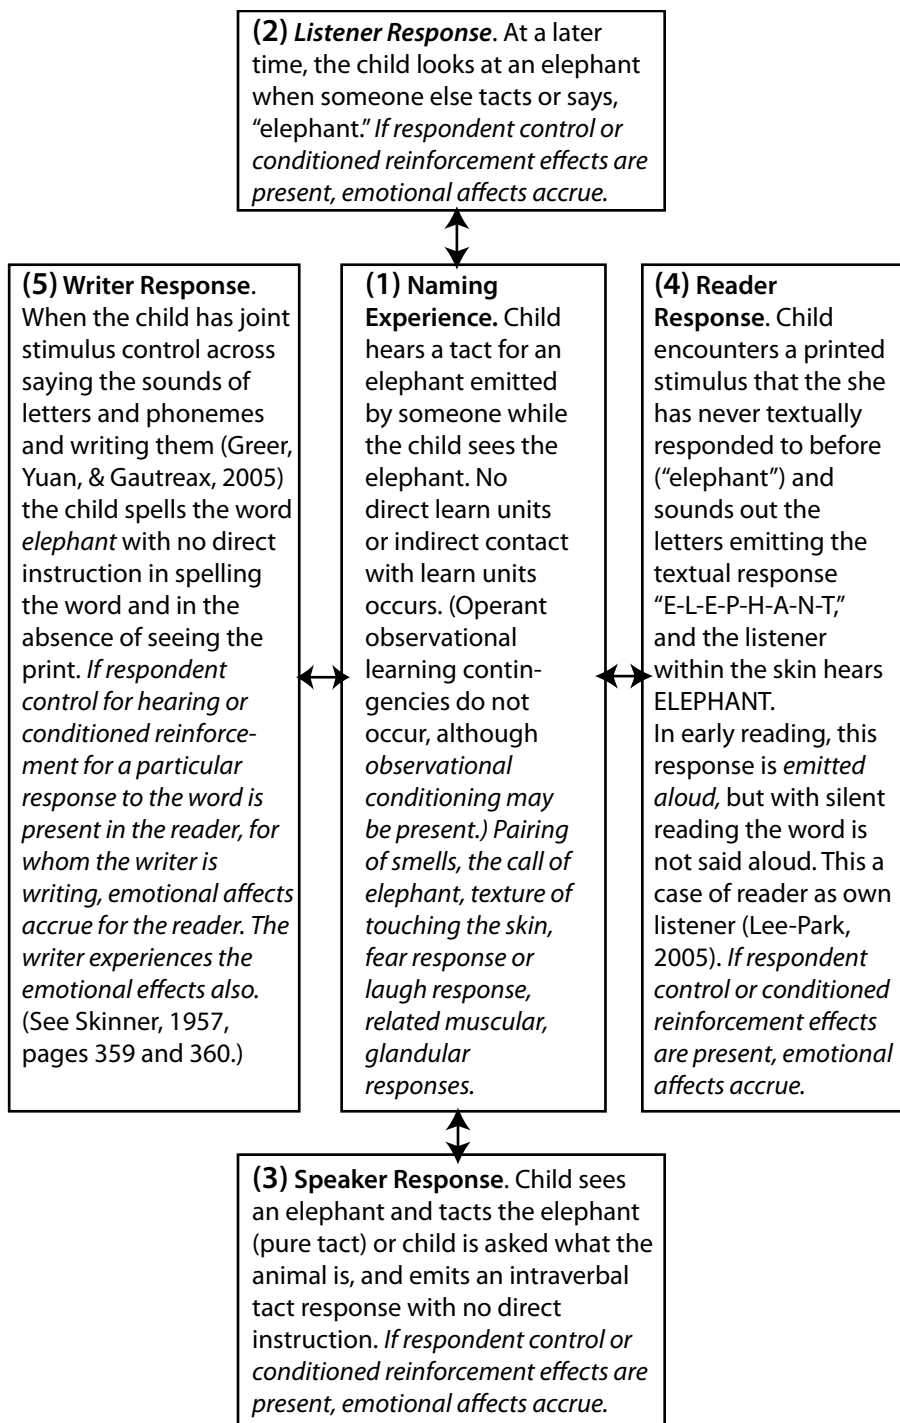 (2) Listener Response. At a later
time, the child looks at an elephant
when someone else tacts or says,
“elephant.” If respondent control or
conditioned reinforcement effects are
present, emotional affects accrue.
(5) Writer Response.
When the child has joint
stimulus control across
saying the sounds of
letters and phonemes
and writing them (Greer,
Yuan, & Gautreax, 2005)
the child spells the word
elephant with no direct
instruction in spelling
the word and in the
absence of seeing the
print. If respondent
control for hearing or
conditioned reinforce-
ment for a particular
response to the word is
present in the reader, for
whom the writer is
writing, emotional affects
accrue for the reader. The
writer experiences the
emotional effects also.
(See Skinner, 1957,
pages 359 and 360.)
(1) Naming
Experience. Child
hears a tact for an
elephant emitted
by someone while
the child sees the
elephant. No
direct learn units
or indirect contact
with learn units
occurs. (Operant
observational
learning contin-
gencies do not
occur, although
observational
conditioning may
be present.) Pairing
of smells, the call of
elephant, texture of
touching the skin,
fear response or
laugh response,
related muscular,
glandular
responses.
(4) Reader
Response. Child
encounters a printed
stimulus that the she
has never textually
responded to before
(“elephant”) and
sounds out the
letters emitting the
textual response
“E-L-E-P-H-A-N-T,”
and the listener
within the skin hears
ELEPHANT.
In early reading, this
response is emitted
aloud, but with silent
reading the word is
not said aloud. This a
case of reader as own
listener (Lee-Park,
2005). If respondent
control or conditioned
reinforcement effects
are present, emotional
affects accrue.
(3) Speaker Response. Child sees
an elephant and tacts the elephant
(pure tact) or child is asked what the
animal is, and emits an intraverbal
tact response with no direct
instruction. If respondent control or
conditioned reinforcement effects are
present, emotional affects accrue.